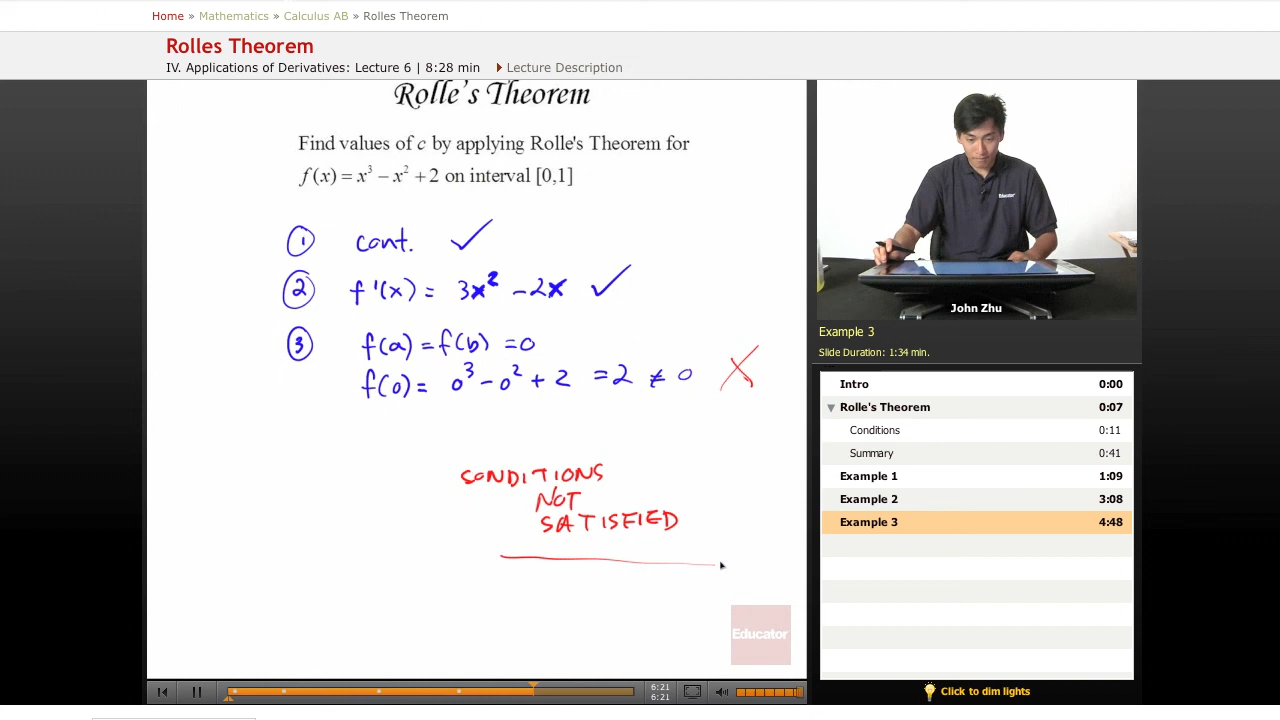 Home » Mathematics » Calculus AB » Rolles Theorem
Rolles Theorem
IV. Applications of Derivatives: Lecture 6 | 8:28 min Lecture Description
Rolle's Theorem
Find values of c by applying Rolle's Theorem for
f(x) = x³ − x² + 2 on interval [0,1]
① cont. ✓
② f'(x) = 3x² − 2x ✓
③ f(a) = f(b) = 0
f(0) = 0³ − 0² + 2 = 2 ≠ 0 X
CONDITIONS
NOT
SATISFIED
Educator
Educator
John Zhu
Example 3
Slide Duration: 1:34 min.
Intro 0:00
▼ Rolle's Theorem 0:07
Conditions 0:11
Summary 0:41
Example 1 1:09
Example 2 3:08
Example 3 4:48
6:21
6:21
Click to dim lights